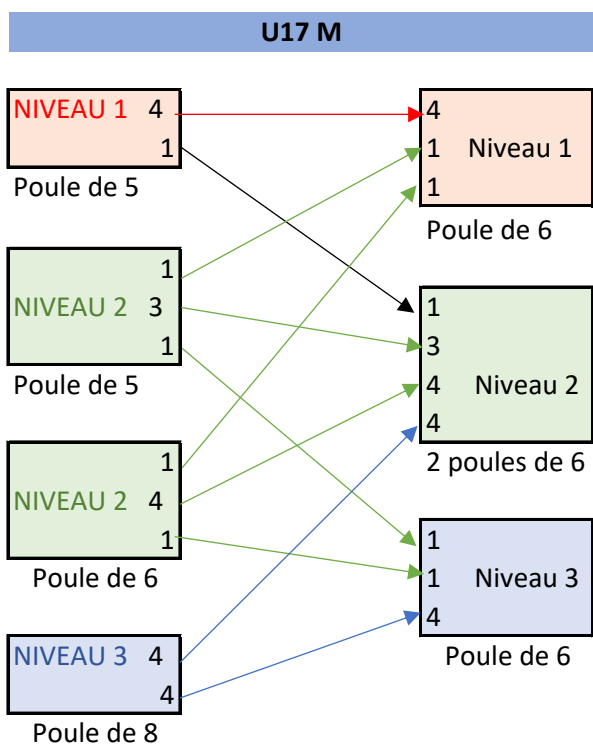 U17 M
NIVEAU 1 4
1
Poule de 5
1
NIVEAU 2 3
1
Poule de 5
1
NIVEAU 2 4
1
Poule de 6
NIVEAU 3 4
4
Poule de 8
4
1 Niveau 1
1
Poule de 6
1
3
4 Niveau 2
4
2 poules de 6
1
1 Niveau 3
4
Poule de 6